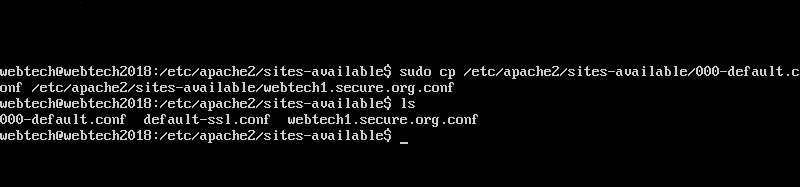 webtech@webtech2018:/etc/apache2/sites-available$ sudo cp /etc/apache2/sites-available/000-default.c
onf /etc/apache2/sites-available/webtech1.secure.org.conf
webtech@webtech2018:/etc/apache2/sites-available$ ls
000-default.conf  default-ssl.conf  webtech1.secure.org.conf
webtech@webtech2018:/etc/apache2/sites-available$ _